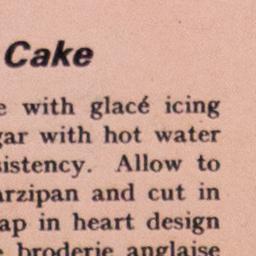 Cake
e with glacé icing
gar with hot water
sistency. Allow to
arzipan and cut in
ap in heart design
broderie anglaise